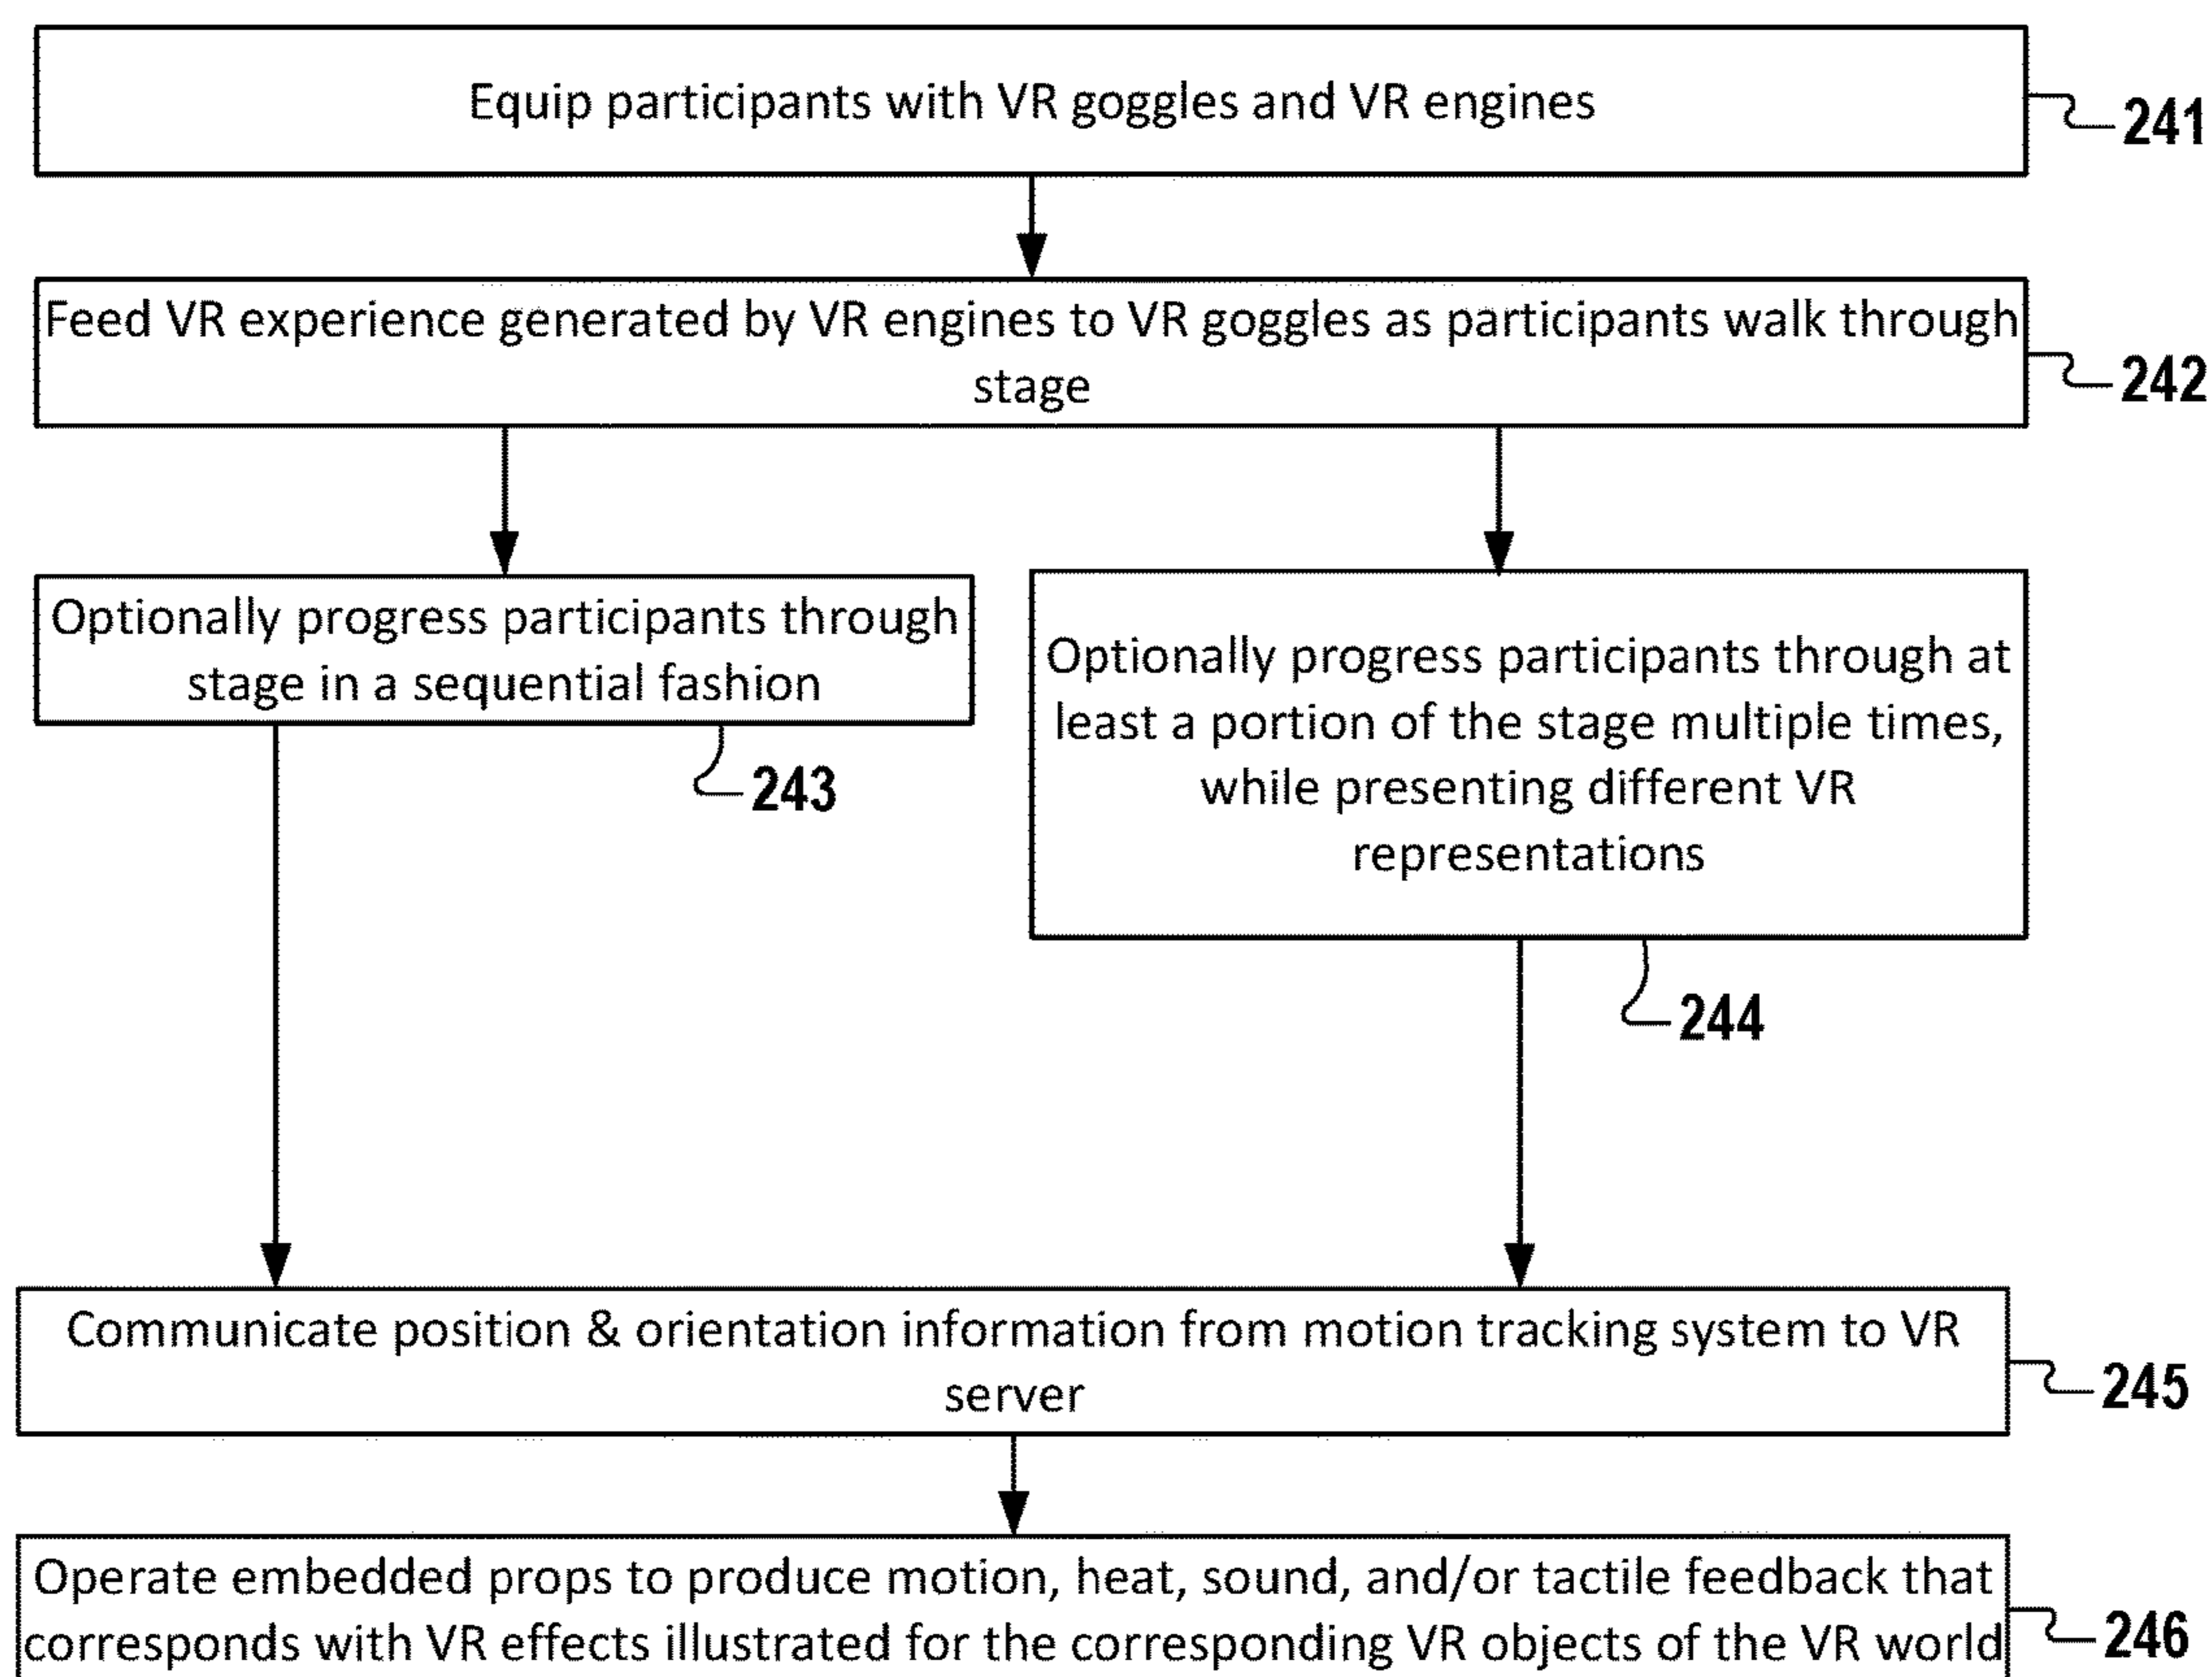 Equip participants with VR goggles and VR engines
241
Feed VR experience generated by VR engines to VR goggles as participants walk through
stage
242
Optionally progress participants through
stage in a sequential fashion
243
Optionally progress participants through at
least a portion of the stage multiple times,
while presenting different VR
representations
244
Communicate position & orientation information from motion tracking system to VR
server
245
Operate embedded props to produce motion, heat, sound, and/or tactile feedback that
corresponds with VR effects illustrated for the corresponding VR objects of the VR world
246